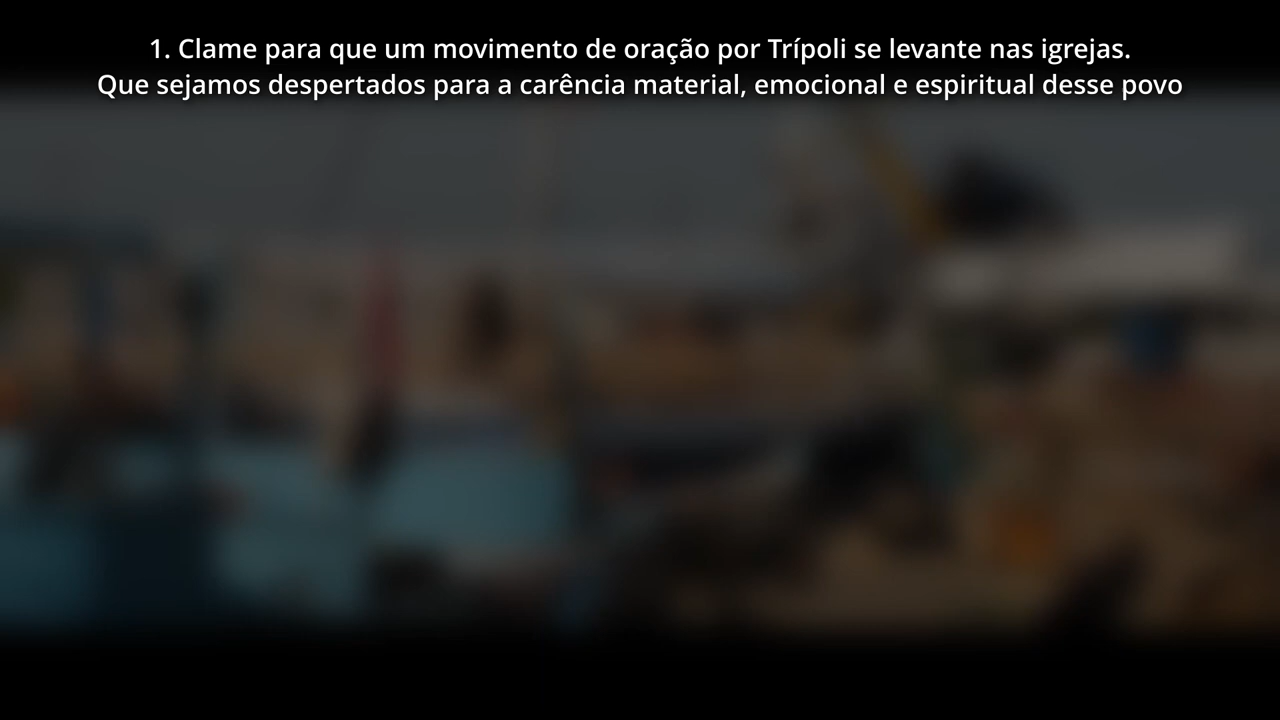 1. Clame para que um movimento de oração por Trípoli se levante nas igrejas.
Que sejamos despertados para a carência material, emocional e espiritual desse povo